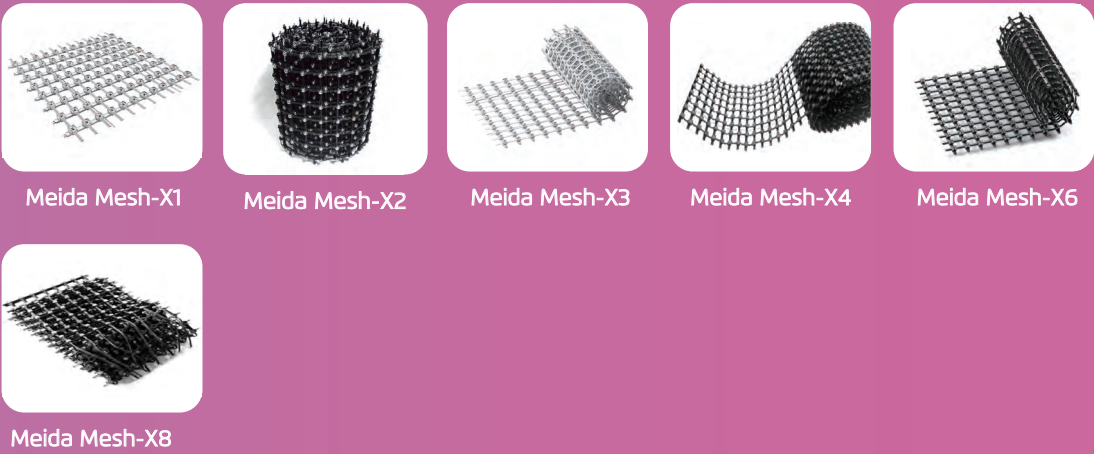 Meida Mesh-X1
Meida Mesh-X2
Meida Mesh-X3
Meida Mesh-X4
Meida Mesh-X6
Meida Mesh-X8